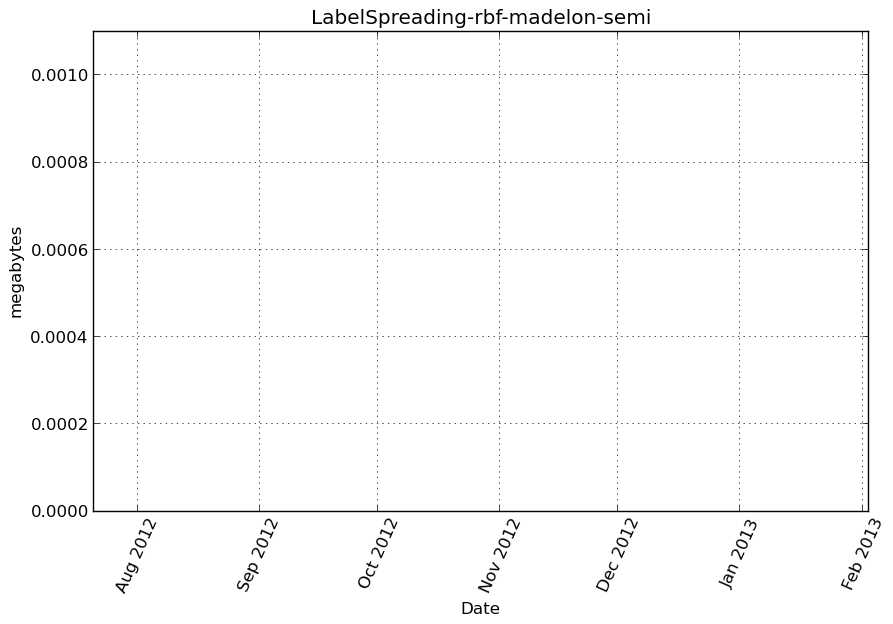 LabelSpreading-rbf-madelon-semi
0.0010
0.0008
0.0006
0.0004
0.0002
0.0000
megabytes
Aug 2012
Sep 2012
Oct 2012
Nov 2012
Dec 2012
Jan 2013
Feb 2013
Date